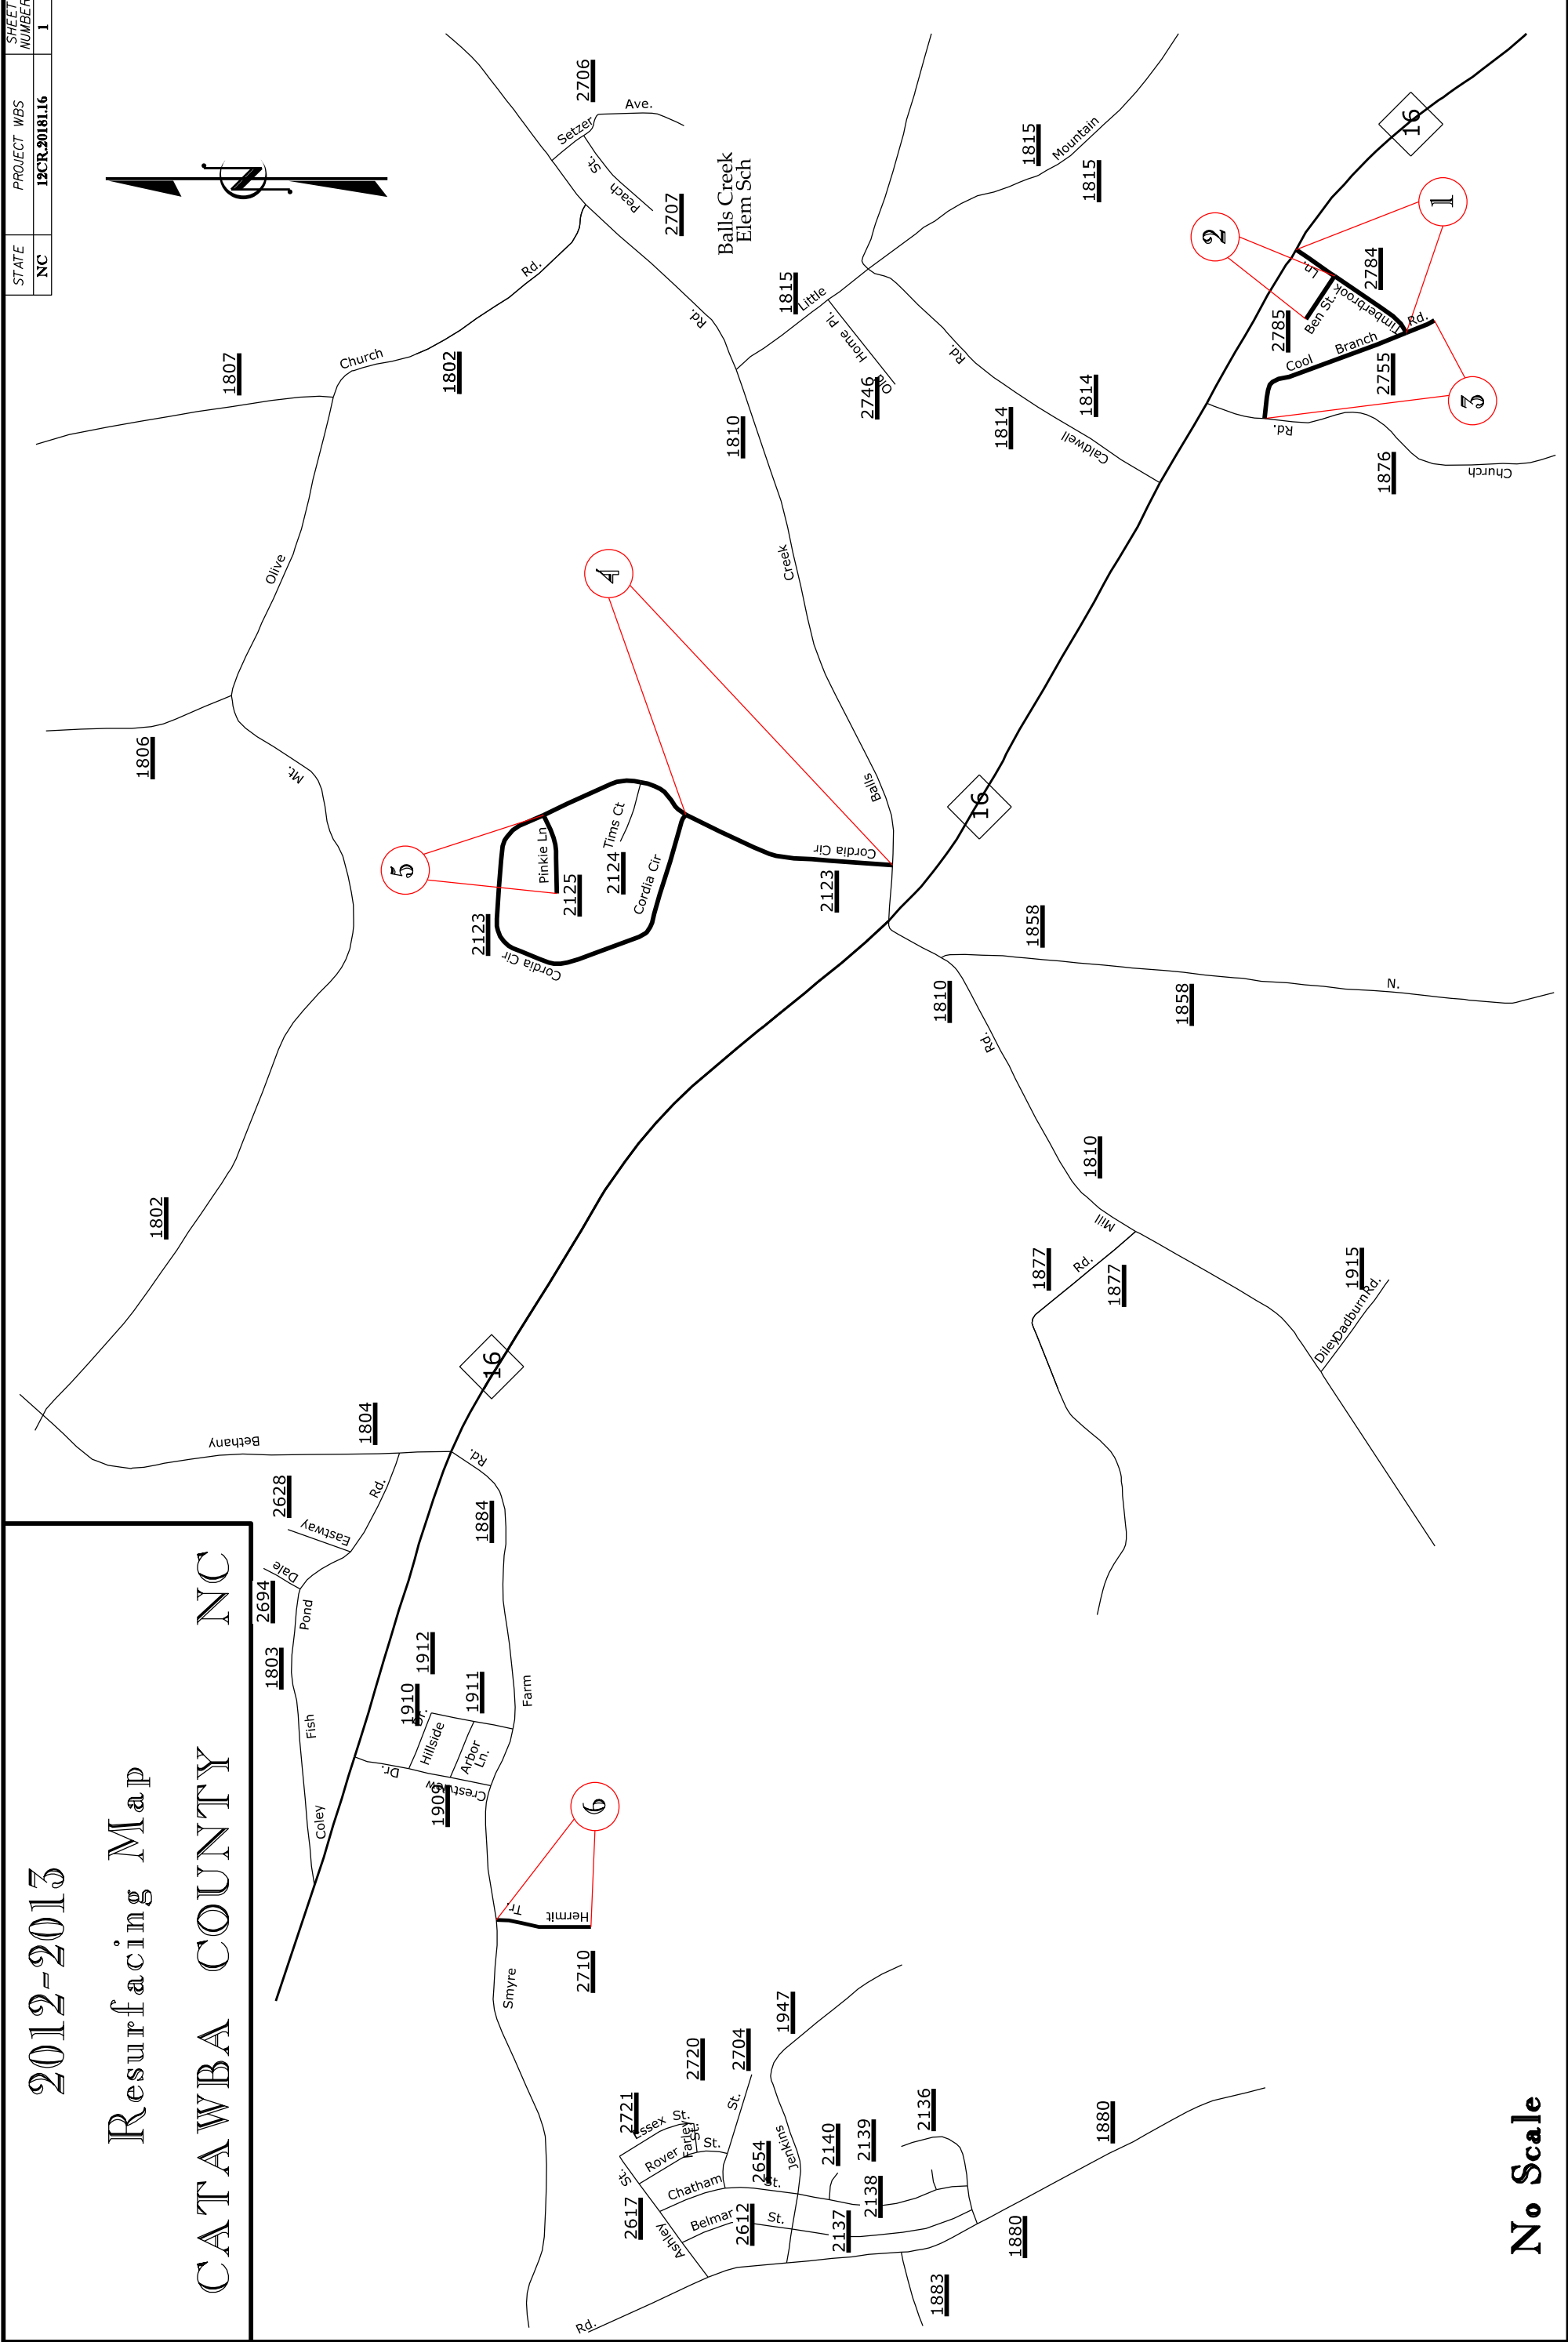 2012-2013
Resurfacing Map
CATAWBA COUNTY NC
STATE
PROJECT WBS
SHEET NUMBER
NC
12CR.20181.16
1
N
1806
1807
1802
1802
Mt.
Olive
Church
Rd.
2706
Setzer
Ave.
Peach
St.
2707
Balls Creek
Elem Sch
1815
1815
1815
Little
Mountain
Old
Home Pl.
2746
1810
Balls
Creek
Rd.
1814
1814
Caldwell
Rd.
16
16
16
1
2
3
4
5
6
2784
2785
2755
Timberbrook
Ln.
Ben St.
Cool
Branch
Rd.
1876
Church
Rd.
2123
2123
2124
2125
Cordia Cir
Cordia Cir
Cordia Cir
Pinkie Ln
Tims Ct
1858
1858
N.
1810
1810
Rd.
Mill
1877
1877
Rd.
1915
Diley
Dadburn
Rd.
1804
Bethany
2628
Eastway
Rd.
2694
Dale
1803
Pond
Fish
Coley
1884
Rd.
Farm
Smyre
1912
1910
1911
1909
Hillside
Dr.
Arbor
Ln.
Crestview
Dr.
Hermit
Tr.
2710
2721
2720
2704
1947
Essex St.
Farley
St.
Rover
St.
St.
Chatham
St.
Belmar
St.
Ashley
St.
Jenkins
2617
2612
2654
2140
2139
2138
2137
2136
1880
1880
1883
Rd.
No Scale